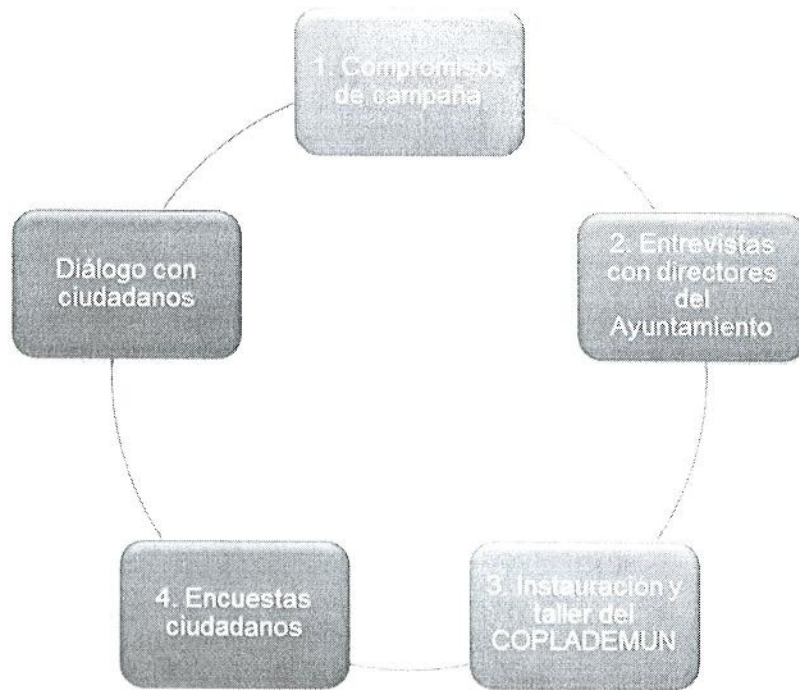 1. Compromisos
de campaña
2. Entrevistas
con directores
del
Ayuntamiento
3. Instauración y
taller del
COPLADEMUN
4. Encuestas
ciudadanos
Diálogo con
ciudadanos